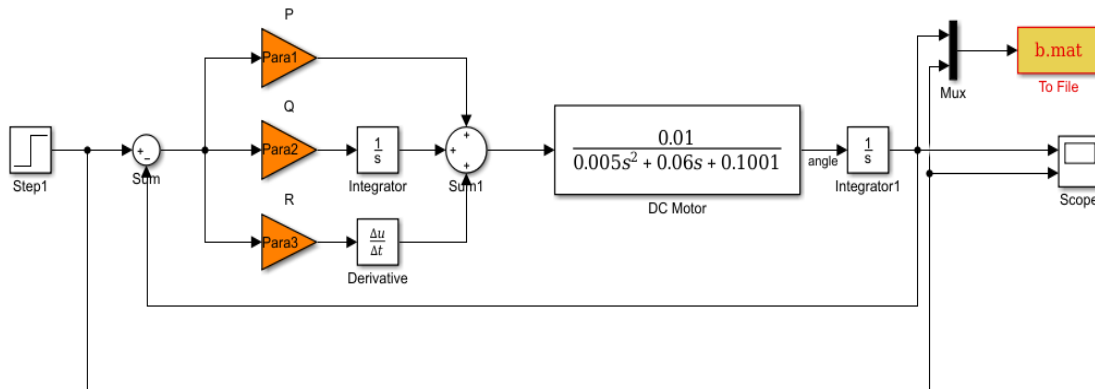 P
Para1
b.mat
Mux
To File
Q
+
−
Para2
1
s
+
+
+
0.01
0.005s² + 0.06s + 0.1001
angle
1
s
Step1
Sum
Integrator
Sum1
DC Motor
Integrator1
Scope
R
Para3
Δu
Δt
Derivative